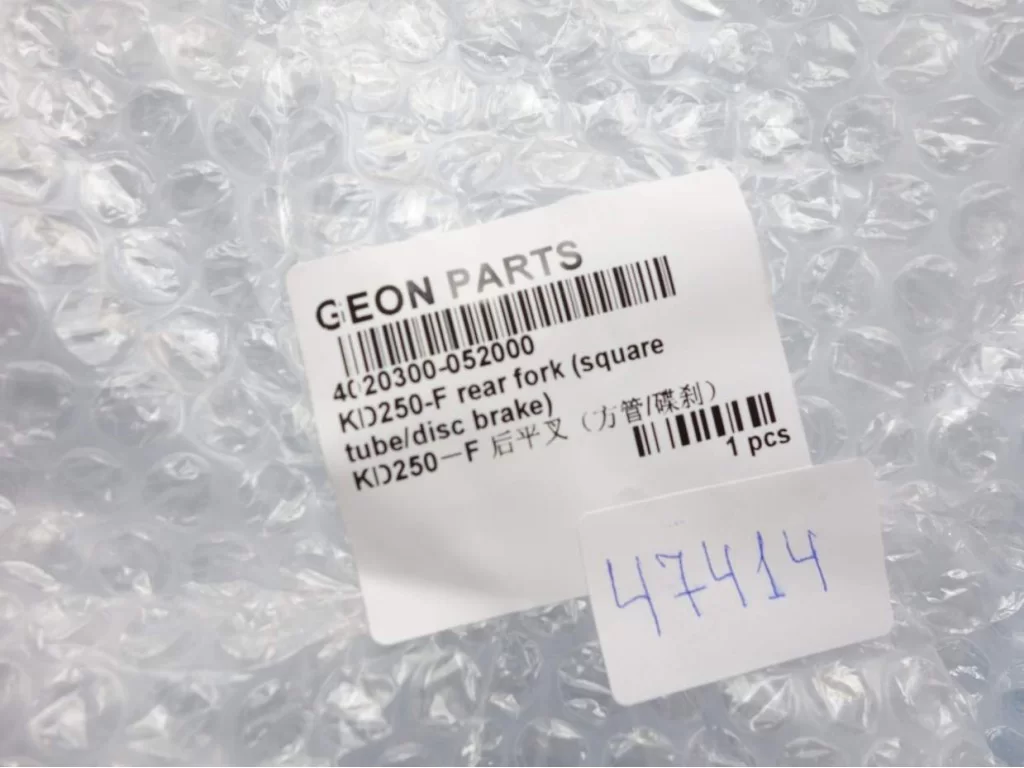 GEON PARTS
4020300-052000
KD250-F rear fork (square
tube/disc brake)
KD250-F 后平叉（方管/碟刹）
1 pcs
47414